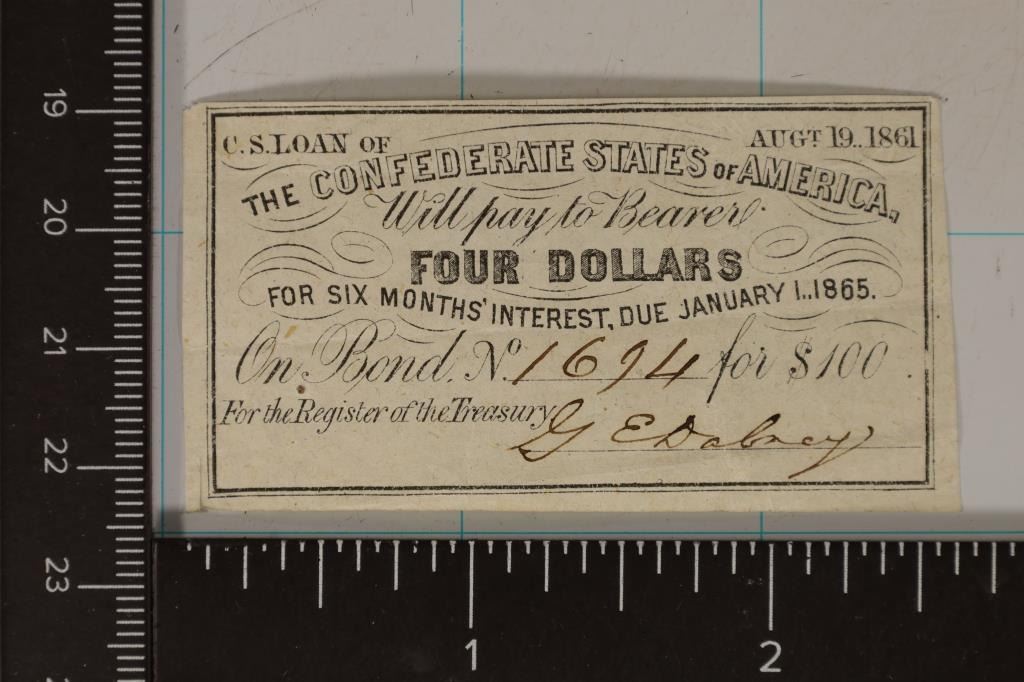 C.S.LOAN OF AUGT 19..1861
THE CONFEDERATE STATES OF AMERICA,
Will pay to Bearer
FOUR DOLLARS
FOR SIX MONTHS' INTEREST, DUE JANUARY 1..1865.
On Bond. No. 1694 for $100.
For the Register of the Treasury G E Dabney
19
20
21
22
23
1 2